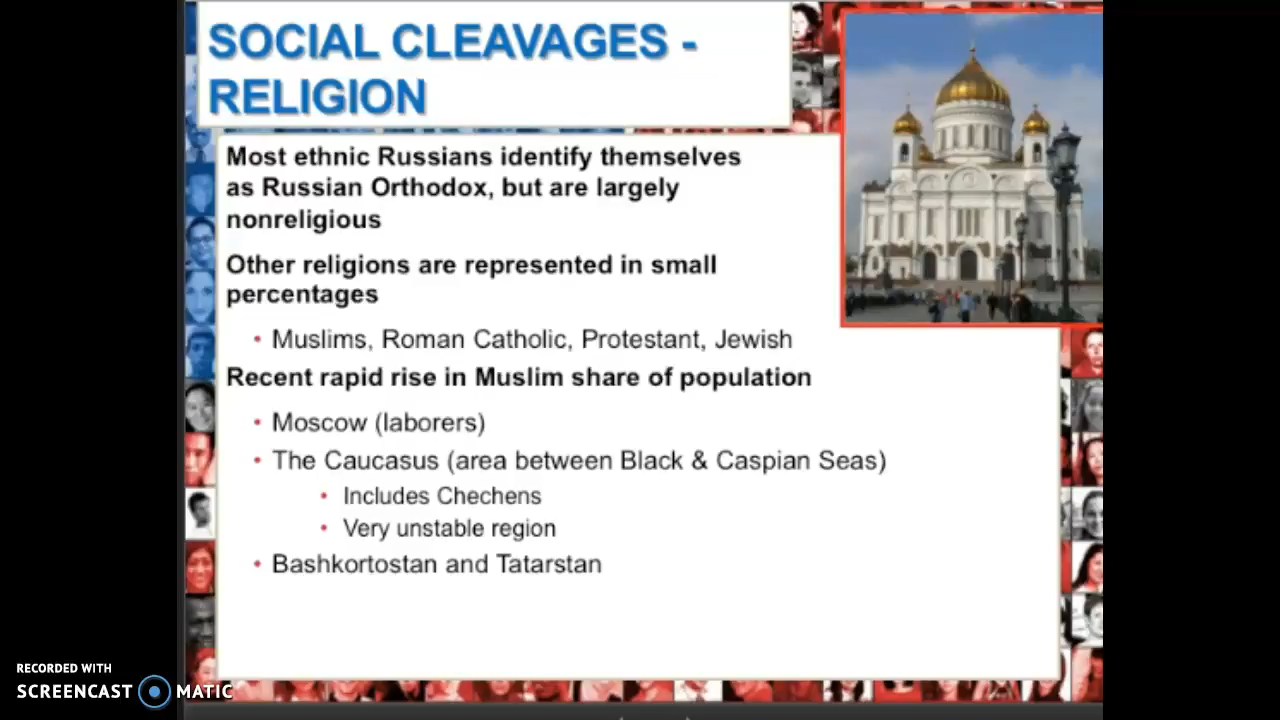 SOCIAL CLEAVAGES -
RELIGION
Most ethnic Russians identify themselves
as Russian Orthodox, but are largely
nonreligious
Other religions are represented in small
percentages
• Muslims, Roman Catholic, Protestant, Jewish
Recent rapid rise in Muslim share of population
• Moscow (laborers)
• The Caucasus (area between Black & Caspian Seas)
• Includes Chechens
• Very unstable region
• Bashkortostan and Tatarstan
RECORDED WITH
SCREENCAST MATIC